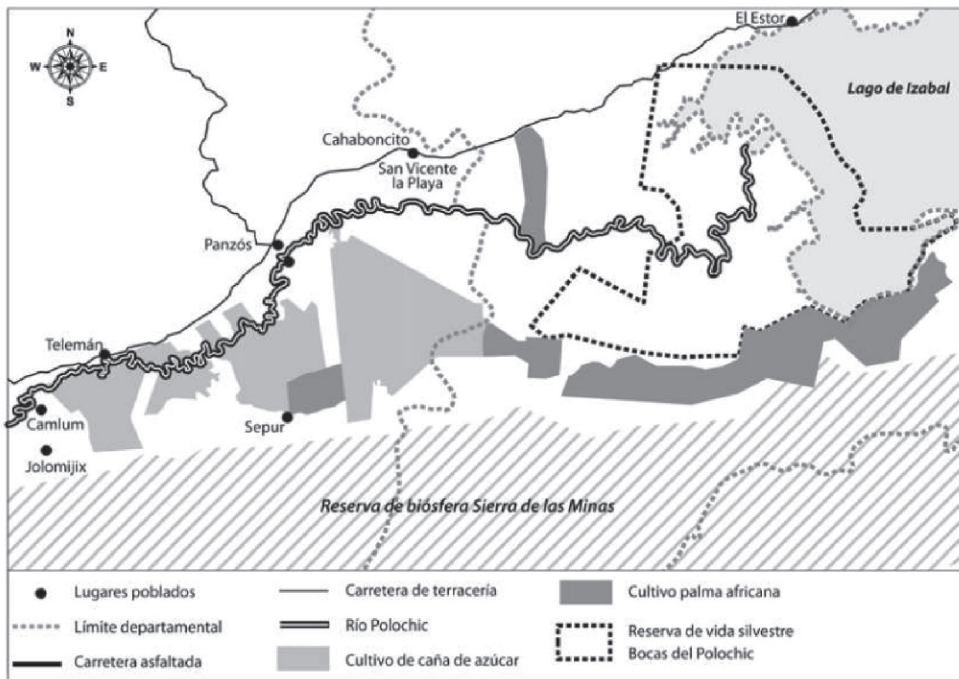 N
W
E
S
El Estor
Lago de Izabal
Cahaboncito
San Vicente
la Playa
Panzós
Telemán
Camlum
Sepur
Jolomijix
Reserva de biósfera Sierra de las Minas
Lugares poblados
Límite departamental
Carretera asfaltada
Carretera de terracería
Río Polochic
Cultivo de caña de azúcar
Cultivo palma africana
Reserva de vida silvestre
Bocas del Polochic